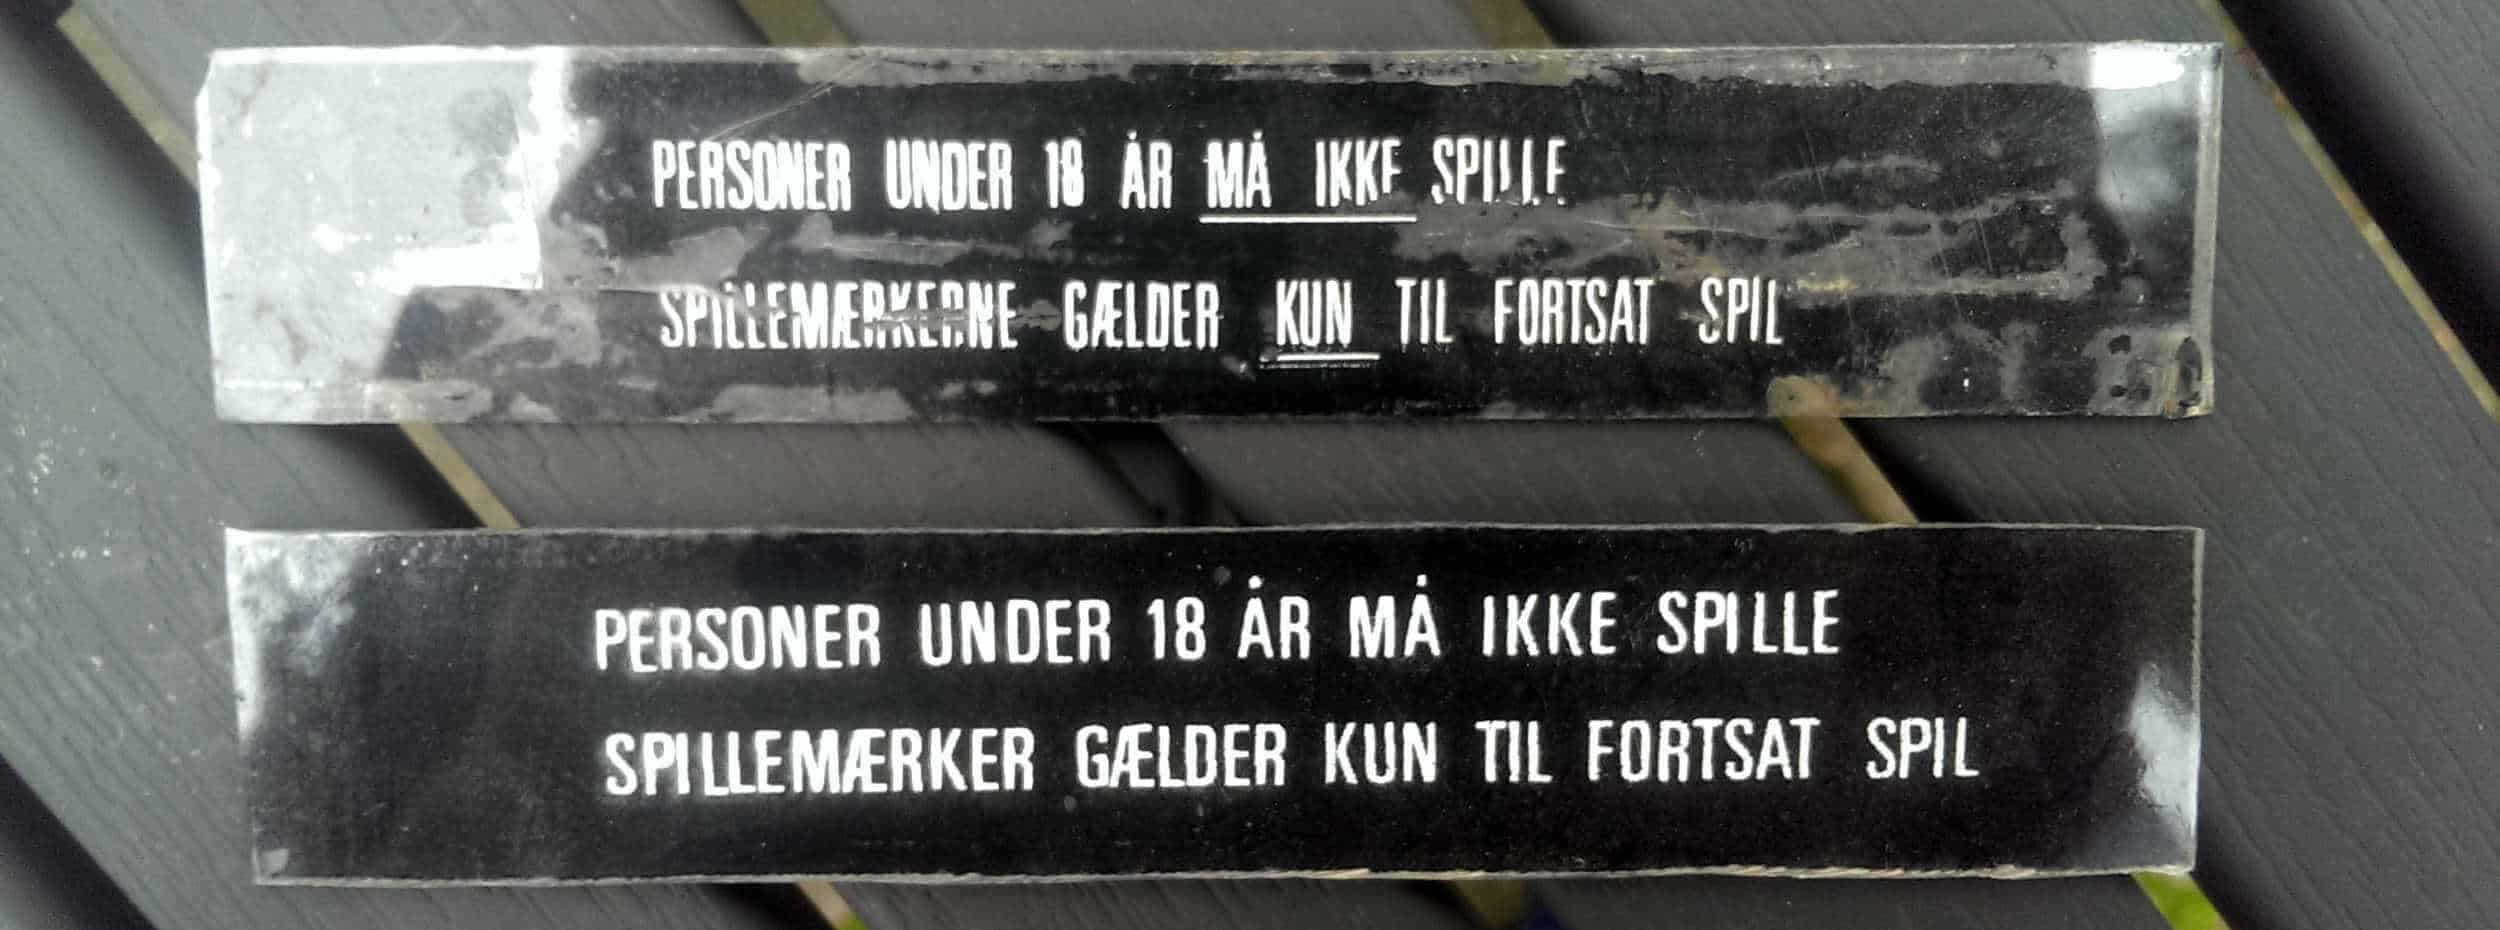 PERSONER UNDER 18 ÅR MÅ IKKE SPILLE
SPILLEMÆRKERNE GÆLDER KUN TIL FORTSAT SPIL
PERSONER UNDER 18 ÅR MÅ IKKE SPILLE
SPILLEMÆRKER GÆLDER KUN TIL FORTSAT SPIL